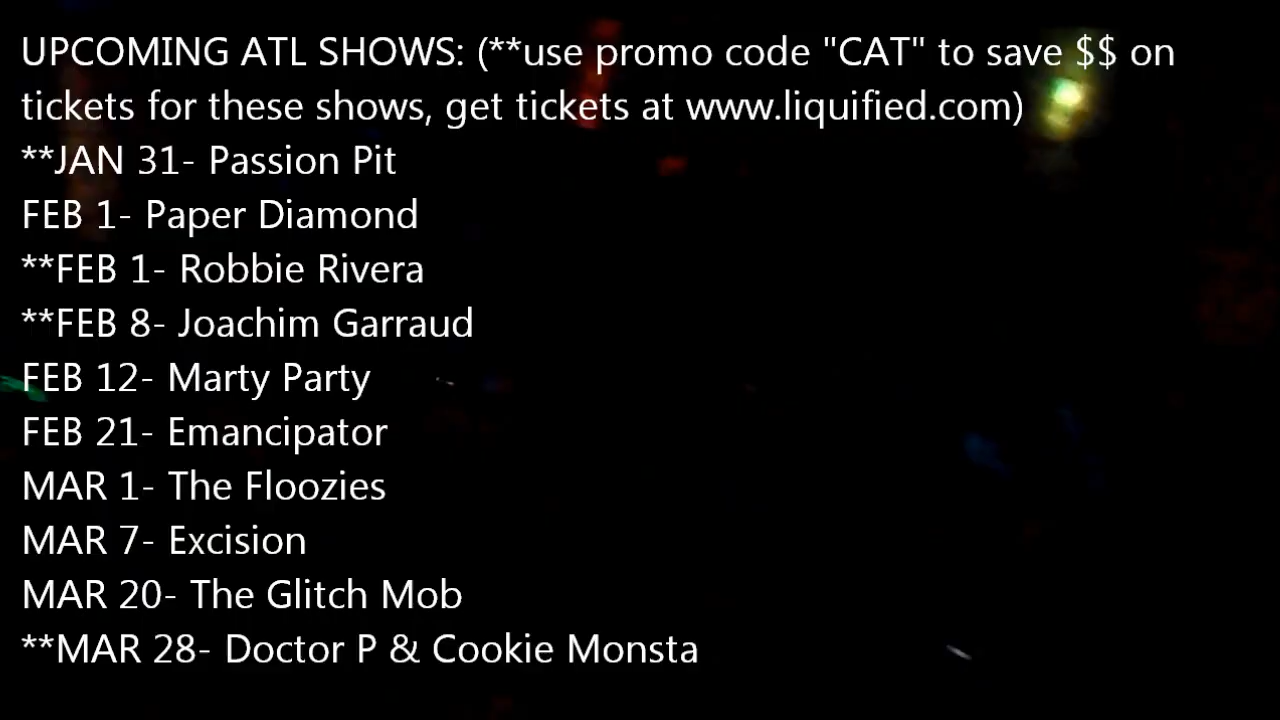 UPCOMING ATL SHOWS: (**use promo code "CAT" to save $$ on
tickets for these shows, get tickets at www.liquified.com)
**JAN 31- Passion Pit
FEB 1- Paper Diamond
**FEB 1- Robbie Rivera
**FEB 8- Joachim Garraud
FEB 12- Marty Party
FEB 21- Emancipator
MAR 1- The Floozies
MAR 7- Excision
MAR 20- The Glitch Mob
**MAR 28- Doctor P & Cookie Monsta